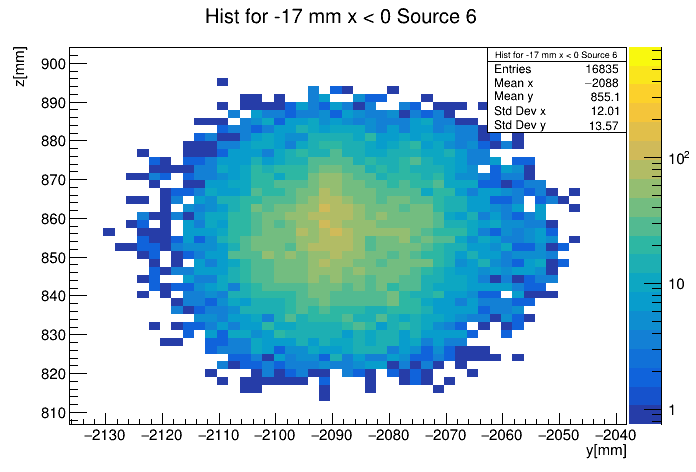 Hist for -17 mm x < 0 Source 6
z[mm]
Hist for -17 mm x < 0 Source 6
Entries 16835
Mean x −2088
Mean y 855.1
Std Dev x 12.01
Std Dev y 13.57
900
890
880
870
860
850
840
830
820
810
10²
10
1
−2130 −2120 −2110 −2100 −2090 −2080 −2070 −2060 −2050 −2040
y[mm]